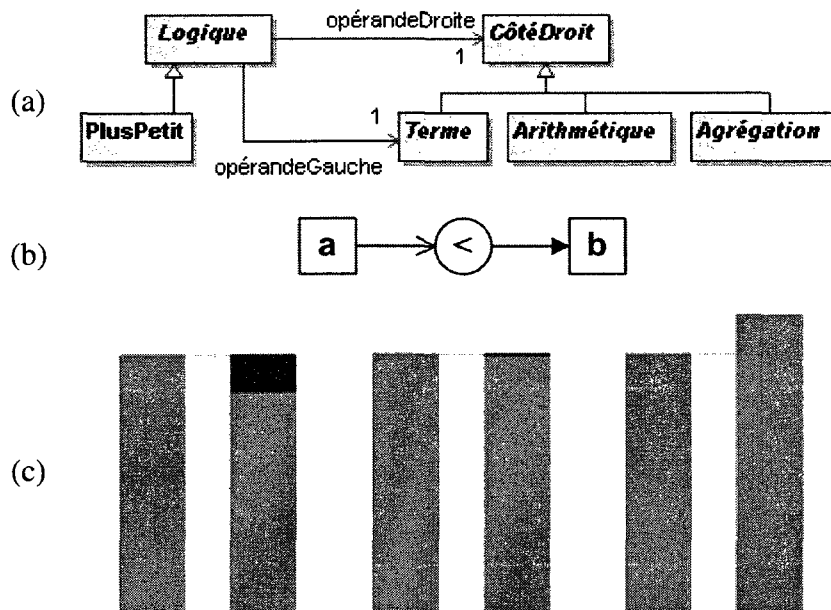 Logique
opérandeDroite
1
CôtéDroit
(a)
PlusPetit
1
opérandeGauche
Terme
Arithmétique
Agrégation
(b)
a
<
b
(c)